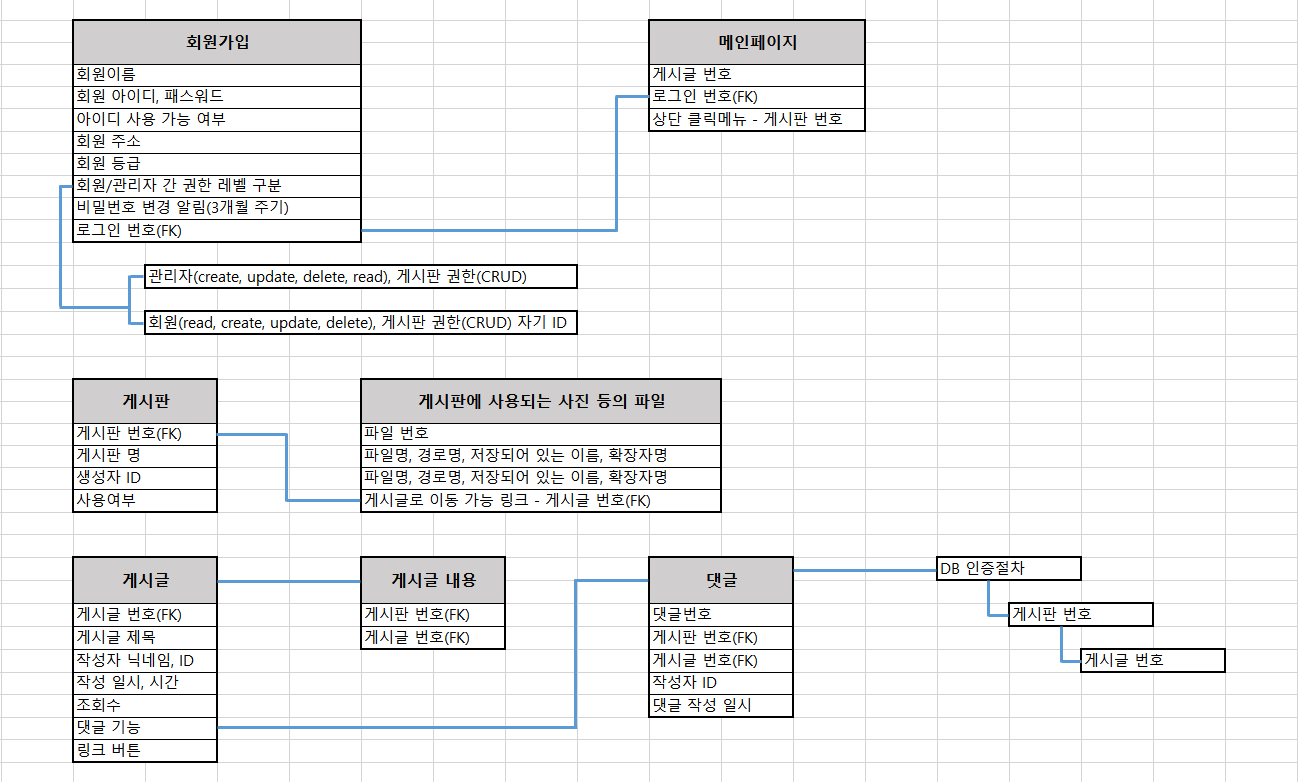 회원가입
회원이름
회원 아이디, 패스워드
아이디 사용 가능 여부
회원 주소
회원 등급
회원/관리자 간 권한 레벨 구분
비밀번호 변경 알림(3개월 주기)
로그인 번호(FK)
메인페이지
게시글 번호
로그인 번호(FK)
상단 클릭메뉴 - 게시판 번호
관리자(create, update, delete, read), 게시판 권한(CRUD)
회원(read, create, update, delete), 게시판 권한(CRUD) 자기 ID
게시판
게시판 번호(FK)
게시판 명
생성자 ID
사용여부
게시판에 사용되는 사진 등의 파일
파일 번호
파일명, 경로명, 저장되어 있는 이름, 확장자명
파일명, 경로명, 저장되어 있는 이름, 확장자명
게시글로 이동 가능 링크 - 게시글 번호(FK)
게시글
게시글 번호(FK)
게시글 제목
작성자 닉네임, ID
작성 일시, 시간
조회수
댓글 기능
링크 버튼
게시글 내용
게시판 번호(FK)
게시글 번호(FK)
댓글
댓글번호
게시판 번호(FK)
게시글 번호(FK)
작성자 ID
댓글 작성 일시
DB 인증절차
게시판 번호
게시글 번호